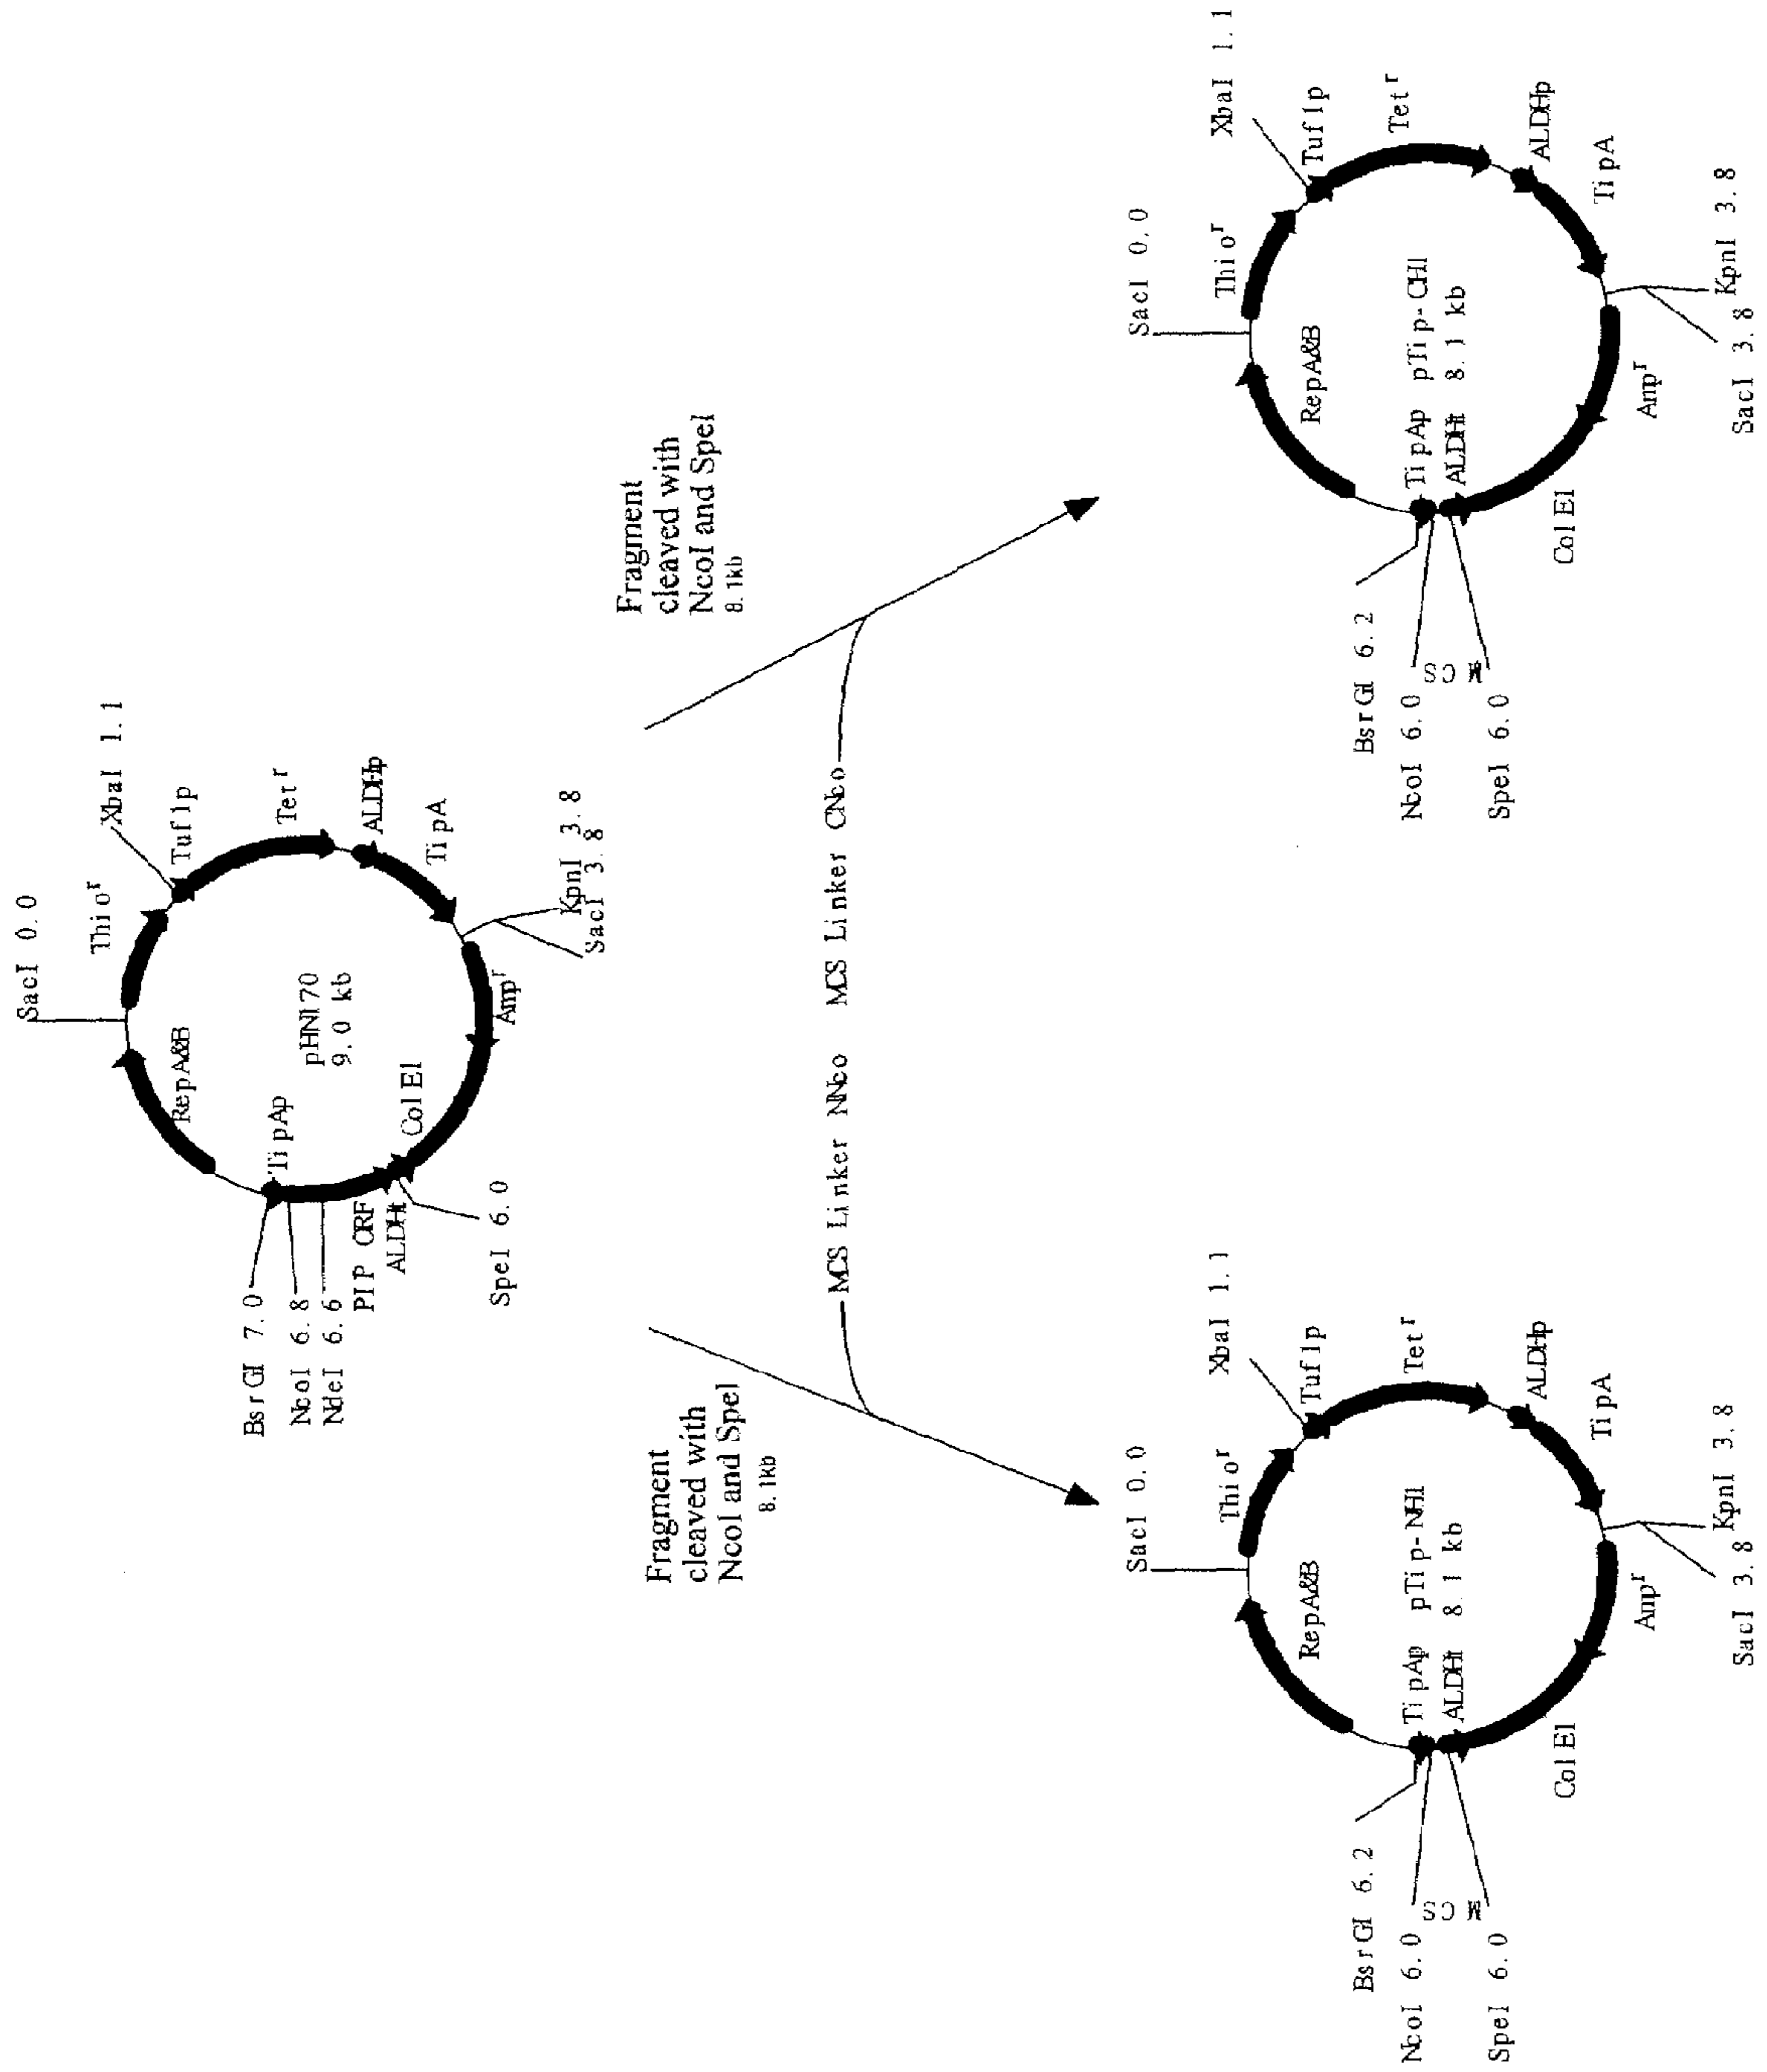 SacI 0.0
Thio^r
XbaI 1.1
Tuf1p
Tet^r
ALDHp
TipA
KpnI 3.8
SacI 3.8
Amp^r
ColE1
SpeI 6.0
ALDHt
PIP ORF
NdeI 6.6
NcoI 6.8
BsrGI 7.0
TipAp
RepA&B
pHN170
9.0 kb
Fragment
cleaved with
NcoI and SpeI
8.1kb
MCS Linker NNco
MCS Linker CNco
Fragment
cleaved with
NcoI and SpeI
8.1kb
SacI 0.0
Thio^r
XbaI 1.1
Tuf1p
Tet^r
ALDHp
TipA
KpnI 3.8
SacI 3.8
Amp^r
ColE1
SpeI 6.0
MCS
NcoI 6.0
BsrGI 6.2
RepA&B
TipAp pTip-NH1
ALDHt 8.1 kb
SacI 0.0
Thio^r
XbaI 1.1
Tuf1p
Tet^r
ALDHp
TipA
KpnI 3.8
SacI 3.8
Amp^r
ColE1
SpeI 6.0
MCS
NcoI 6.0
BsrGI 6.2
RepA&B
TipAp pTip-CH1
ALDHt 8.1 kb